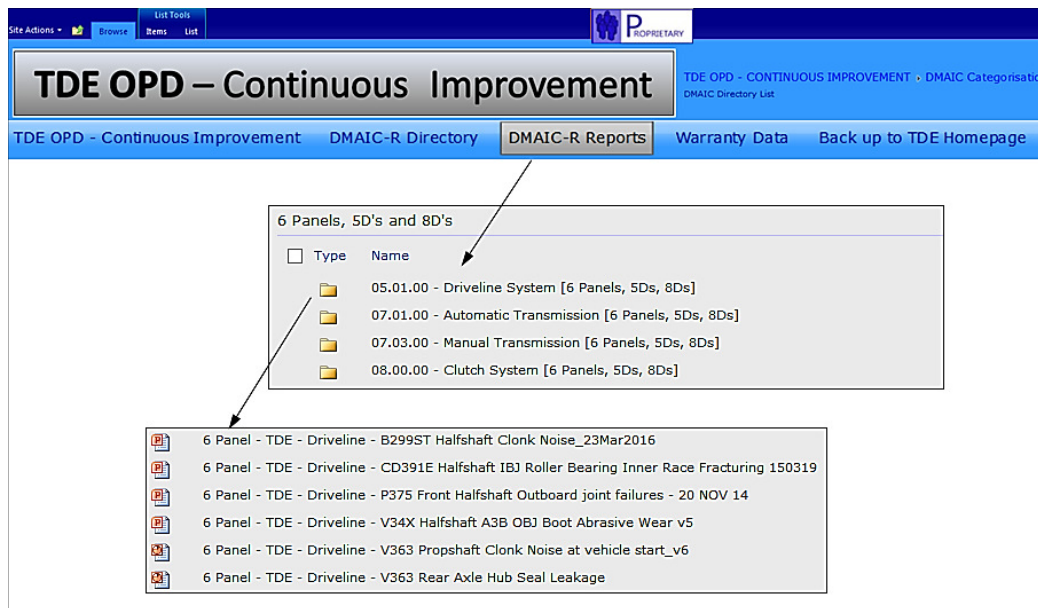 List Tools
Site Actions
Browse
Items
List
PROPRIETARY
TDE OPD – Continuous Improvement
TDE OPD - CONTINUOUS IMPROVEMENT DMAIC Categorisatio
DMAIC Directory List
TDE OPD - Continuous Improvement DMAIC-R Directory DMAIC-R Reports Warranty Data Back up to TDE Homepage
6 Panels, 5D's and 8D's
Type Name
05.01.00 - Driveline System [6 Panels, 5Ds, 8Ds]
07.01.00 - Automatic Transmission [6 Panels, 5Ds, 8Ds]
07.03.00 - Manual Transmission [6 Panels, 5Ds, 8Ds]
08.00.00 - Clutch System [6 Panels, 5Ds, 8Ds]
6 Panel - TDE - Driveline - B299ST Halfshaft Clonk Noise_23Mar2016
6 Panel - TDE - Driveline - CD391E Halfshaft IBJ Roller Bearing Inner Race Fracturing 150319
6 Panel - TDE - Driveline - P375 Front Halfshaft Outboard joint failures - 20 NOV 14
6 Panel - TDE - Driveline - V34X Halfshaft A3B OBJ Boot Abrasive Wear v5
6 Panel - TDE - Driveline - V363 Propshaft Clonk Noise at vehicle start_v6
6 Panel - TDE - Driveline - V363 Rear Axle Hub Seal Leakage